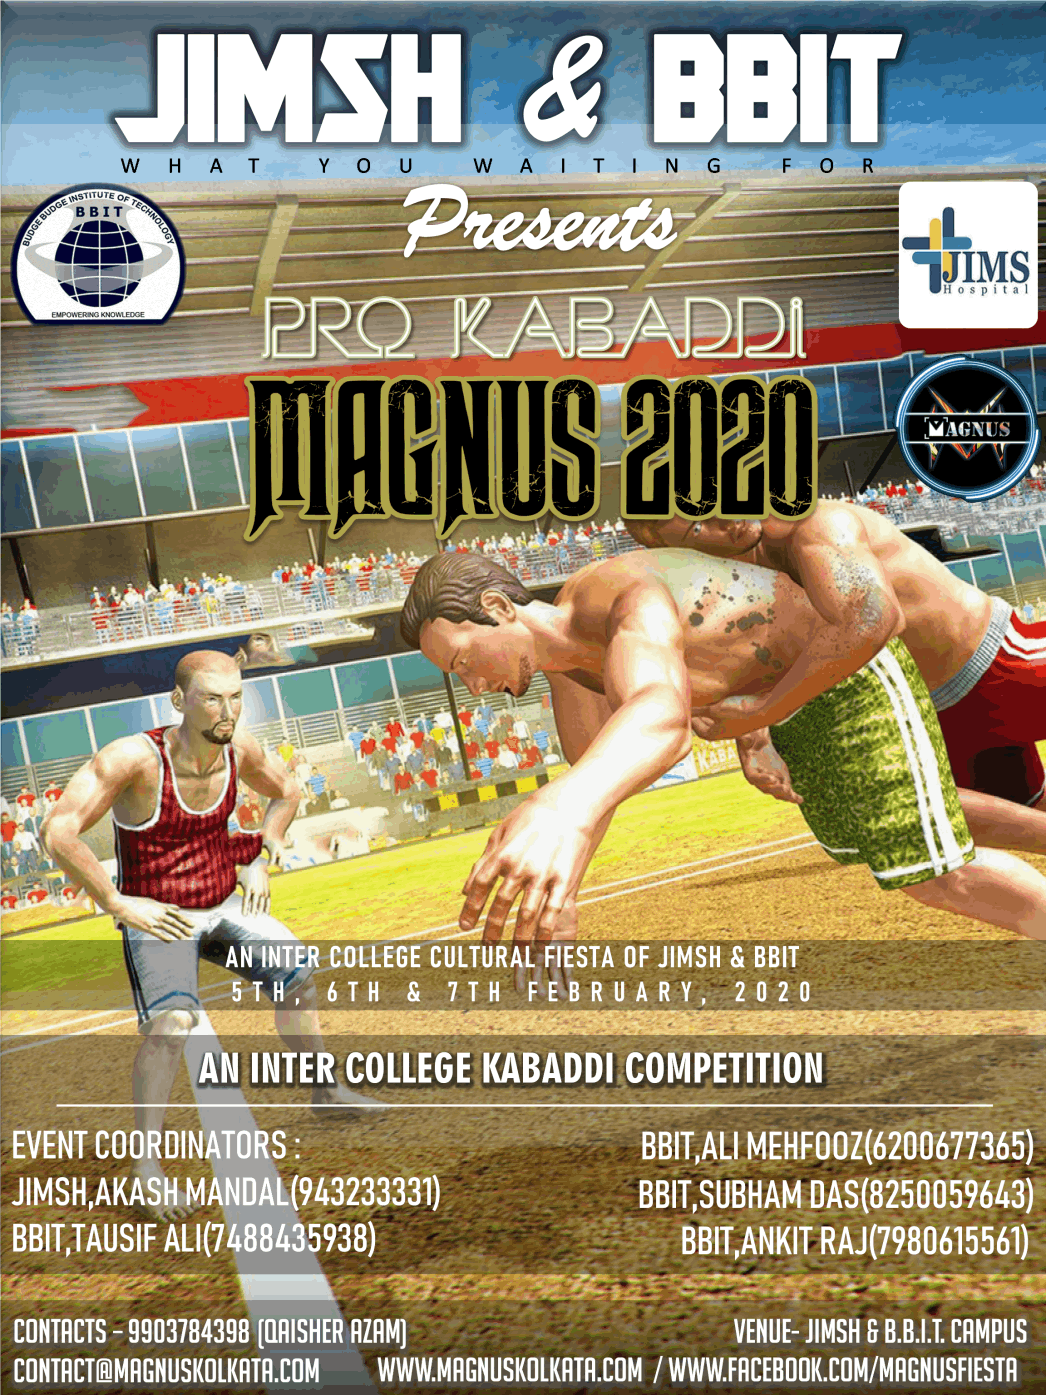 JIMSH & BBIT
WHAT YOU WAITING FOR
Presents
BUDGE BUDGE INSTITUTE OF TECHNOLOGY
BBIT
EMPOWERING KNOWLEDGE
JIMS
Hospital
PRO KABADDi
MAGNUS 2020
MAGNUS
KABA
AN INTER COLLEGE CULTURAL FIESTA OF JIMSH & BBIT
5TH, 6TH & 7TH FEBRUARY, 2020
AN INTER COLLEGE KABADDI COMPETITION
EVENT COORDINATORS :
JIMSH,AKASH MANDAL(943233331)
BBIT,TAUSIF ALI(7488435938)
BBIT,ALI MEHFOOZ(6200677365)
BBIT,SUBHAM DAS(8250059643)
BBIT,ANKIT RAJ(7980615561)
CONTACTS - 9903784398 (QAISHER AZAM)
VENUE- JIMSH & B.B.I.T. CAMPUS
CONTACT@MAGNUSKOLKATA.COM
WWW.MAGNUSKOLKATA.COM / WWW.FACEBOOK.COM/MAGNUSFIESTA